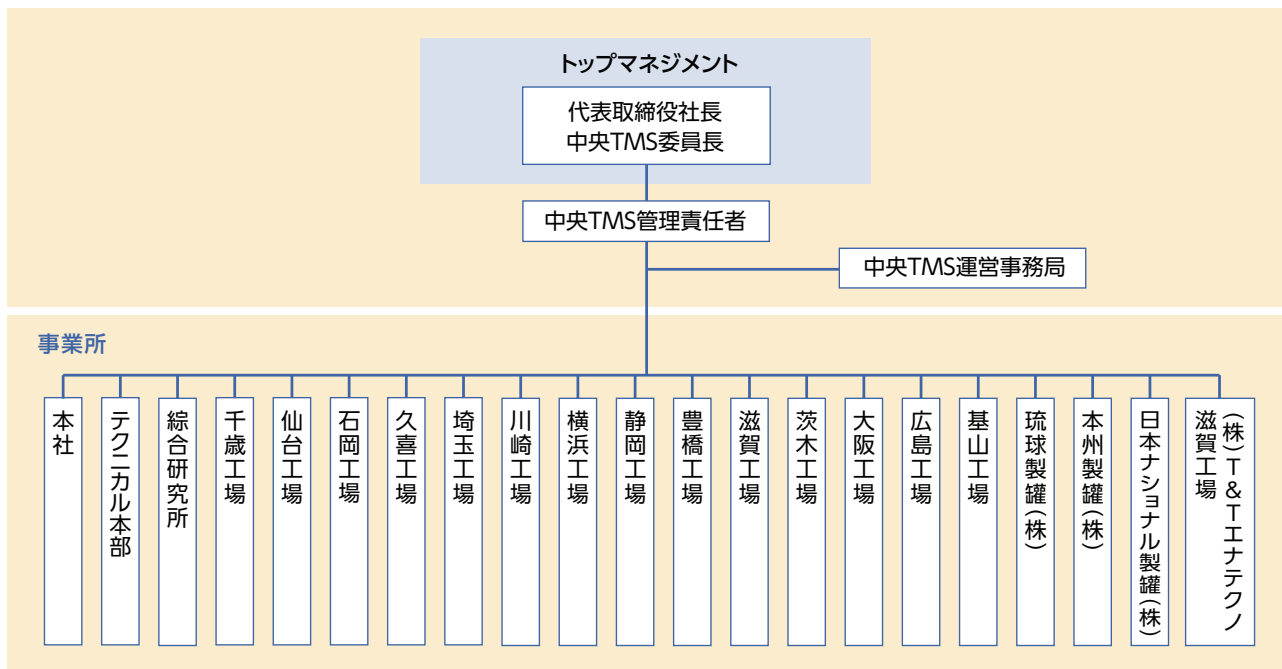 トップマネジメント
代表取締役社長
中央TMS委員長
中央TMS管理責任者
中央TMS運営事務局
事業所
本社
テクニカル本部
綜合研究所
千歳工場
仙台工場
石岡工場
久喜工場
埼玉工場
川崎工場
横浜工場
静岡工場
豊橋工場
滋賀工場
茨木工場
大阪工場
広島工場
基山工場
琉球製罐(株)
本州製罐(株)
日本ナショナル製罐(株)
(株)T&Tエナテクノ
滋賀工場